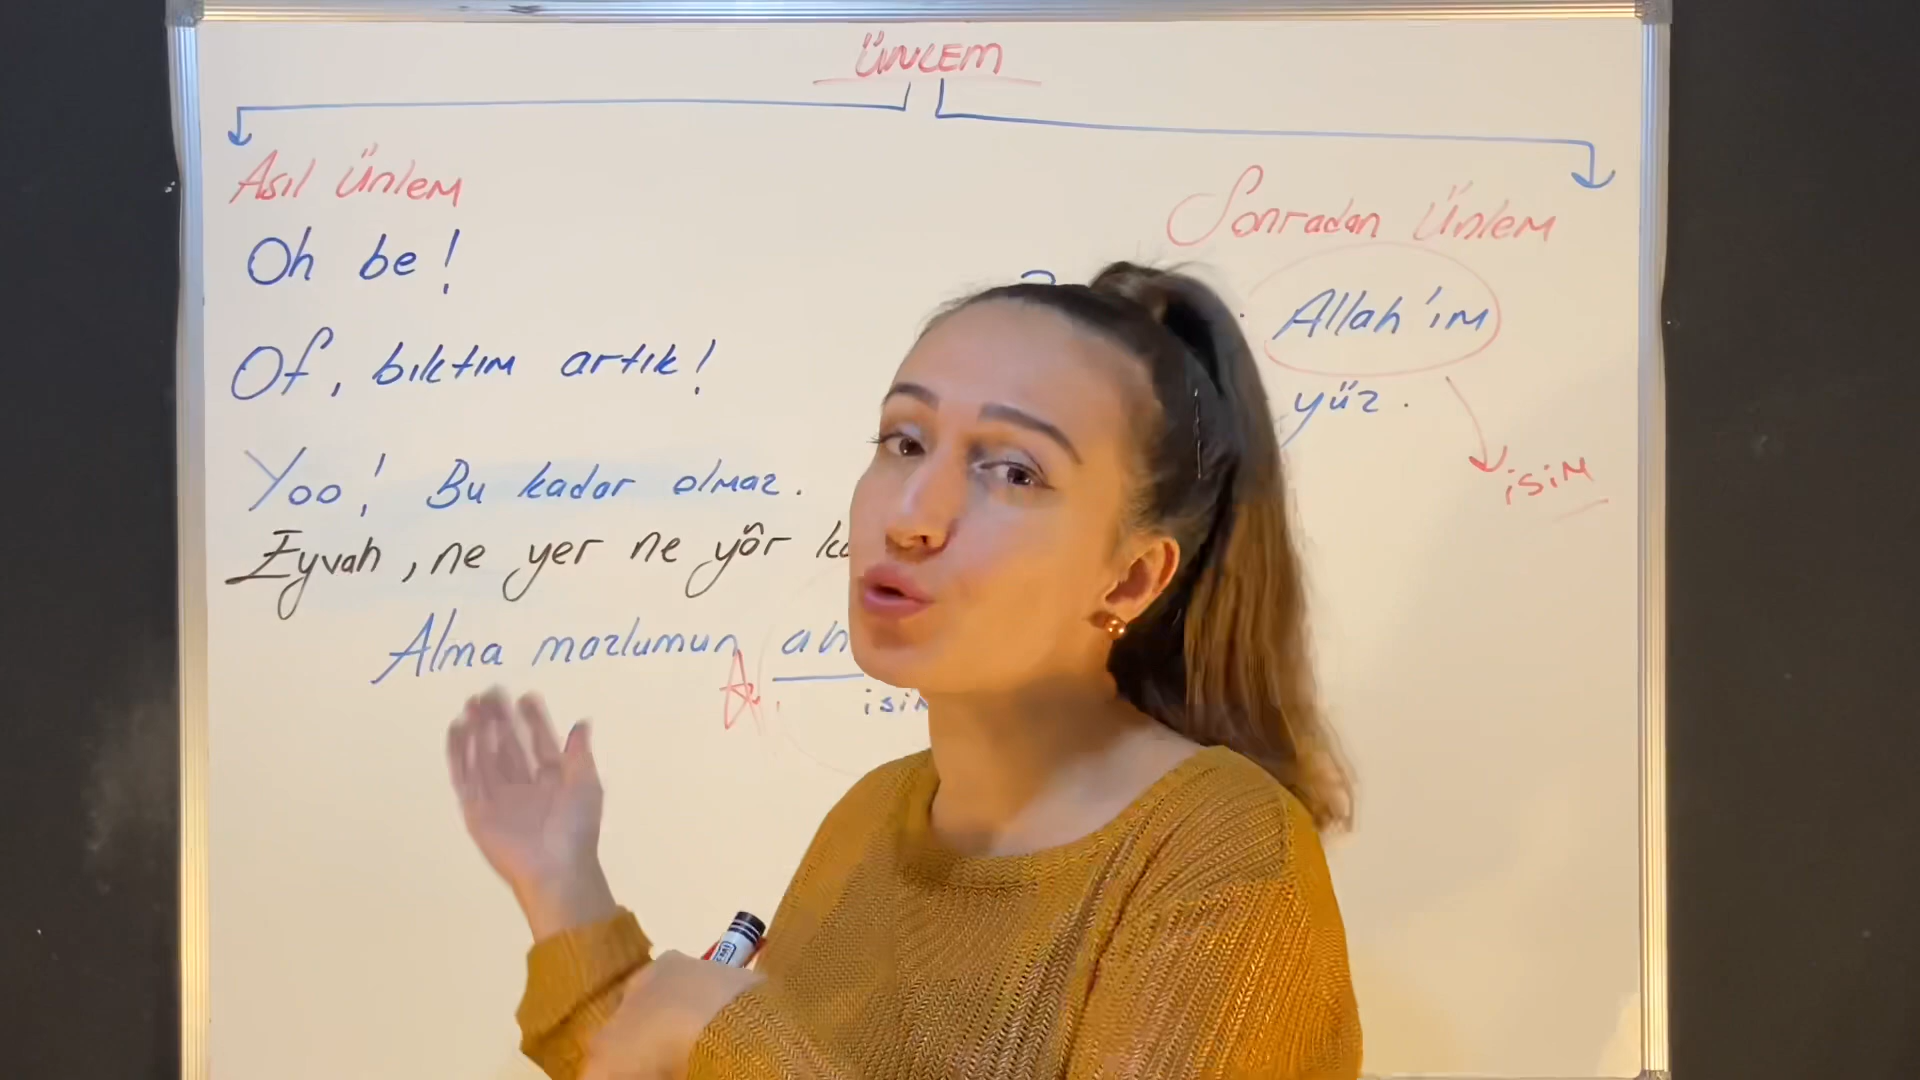 ÜNLEM
Asıl Ünlem
Oh be!
Of, bıktım artık!
Yoo! Bu kadar olmaz.
Eyvah, ne yer ne yâr
Alma mazlumun
isim
Sonradan Ünlem
Allah'ım
yüz.
isim